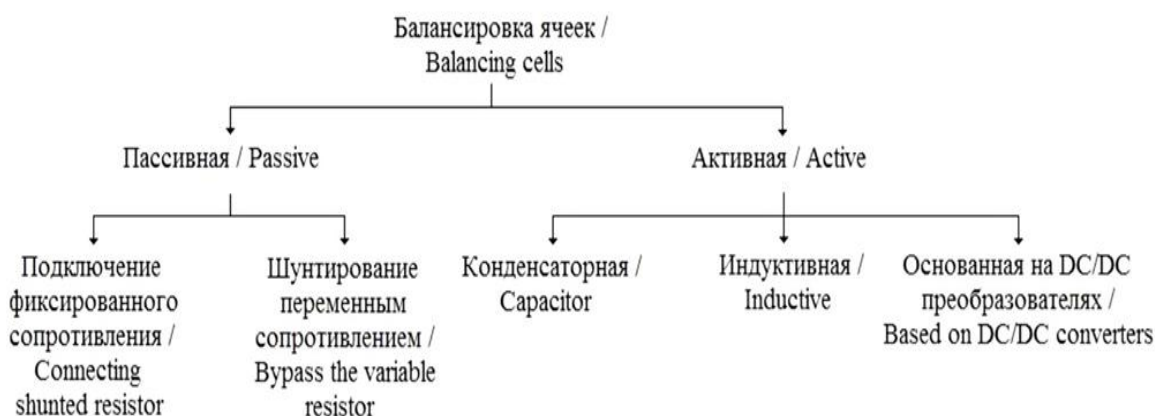 Балансировка ячеек /
Balancing cells
Пассивная / Passive
Активная / Active
Подключение
фиксированного
сопротивления /
Connecting
shunted resistor
Шунтирование
переменным
сопротивлением /
Bypass the variable
resistor
Конденсаторная /
Capacitor
Индуктивная /
Inductive
Основанная на DC/DC
преобразователях /
Based on DC/DC converters